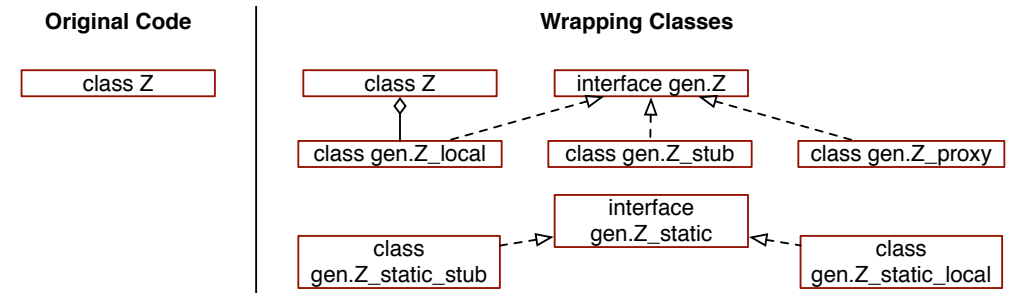 Original Code
Wrapping Classes
class Z
class Z
interface gen.Z
class gen.Z_local
class gen.Z_stub
class gen.Z_proxy
interface
gen.Z_static
class
gen.Z_static_stub
class
gen.Z_static_local